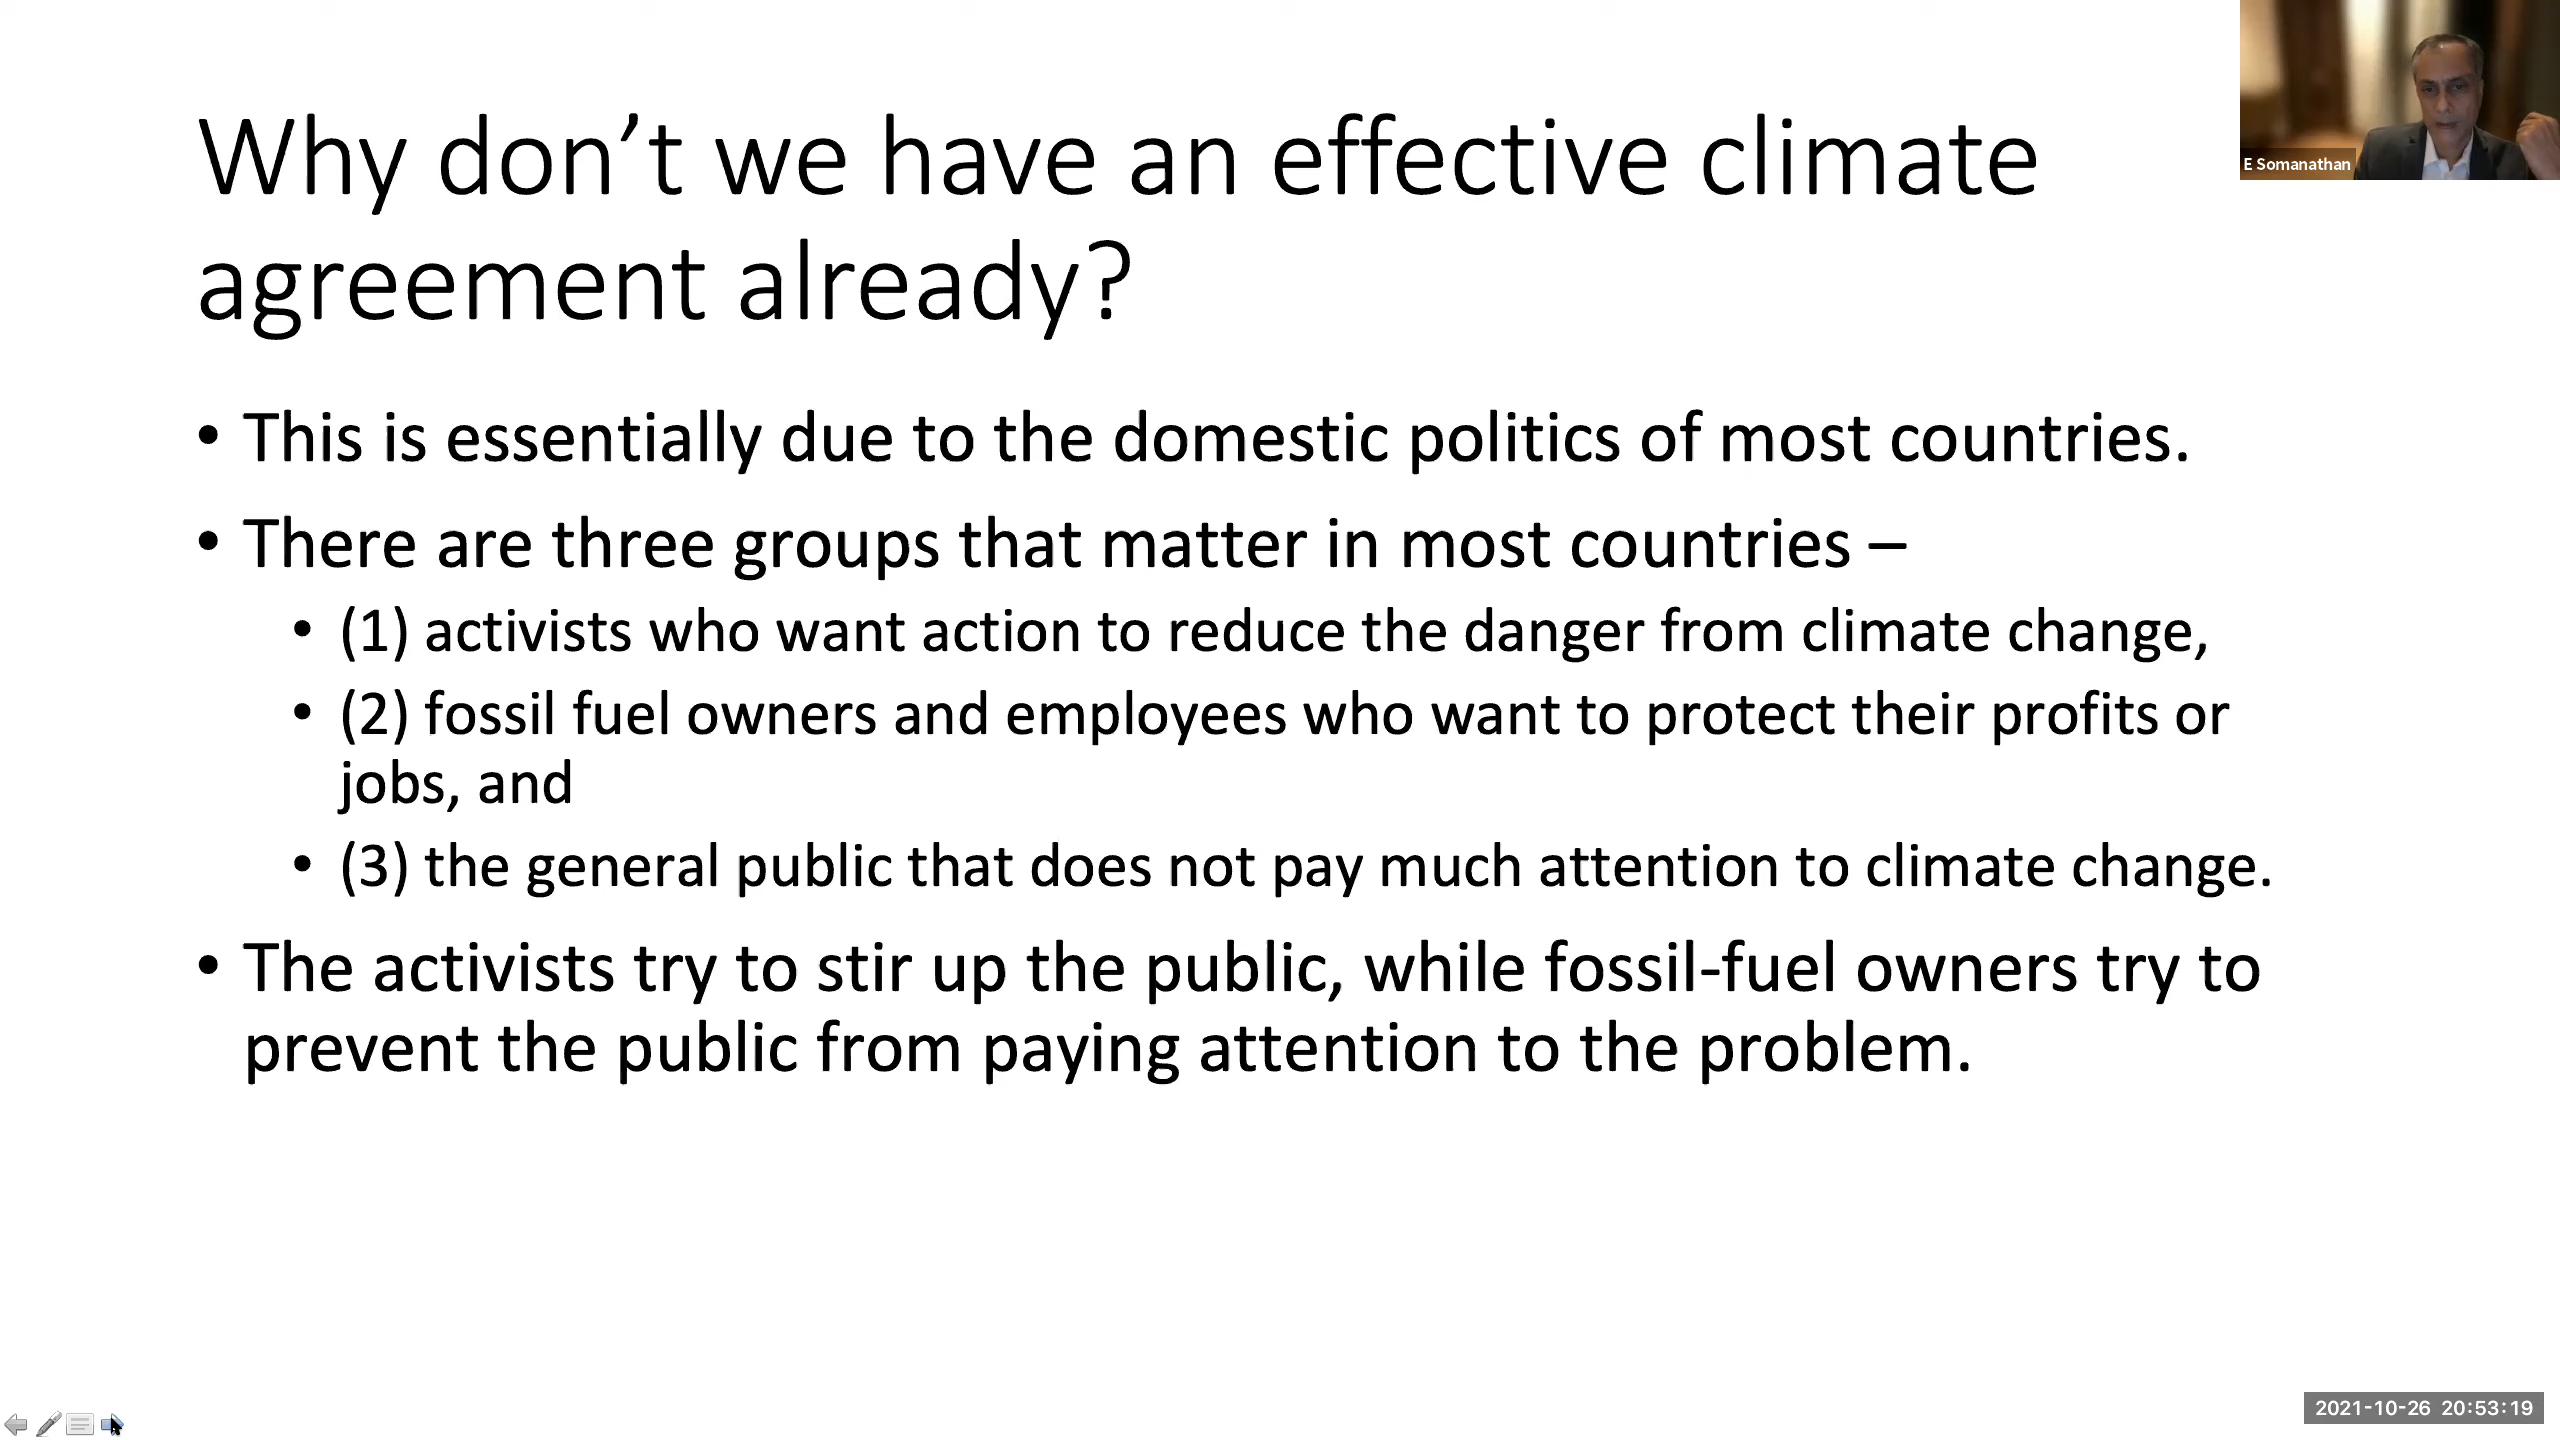 Why don’t we have an effective climate
agreement already?
• This is essentially due to the domestic politics of most countries.
• There are three groups that matter in most countries –
• (1) activists who want action to reduce the danger from climate change,
• (2) fossil fuel owners and employees who want to protect their profits or
jobs, and
• (3) the general public that does not pay much attention to climate change.
• The activists try to stir up the public, while fossil-fuel owners try to
prevent the public from paying attention to the problem.
E Somanathan
2021-10-26 20:53:19